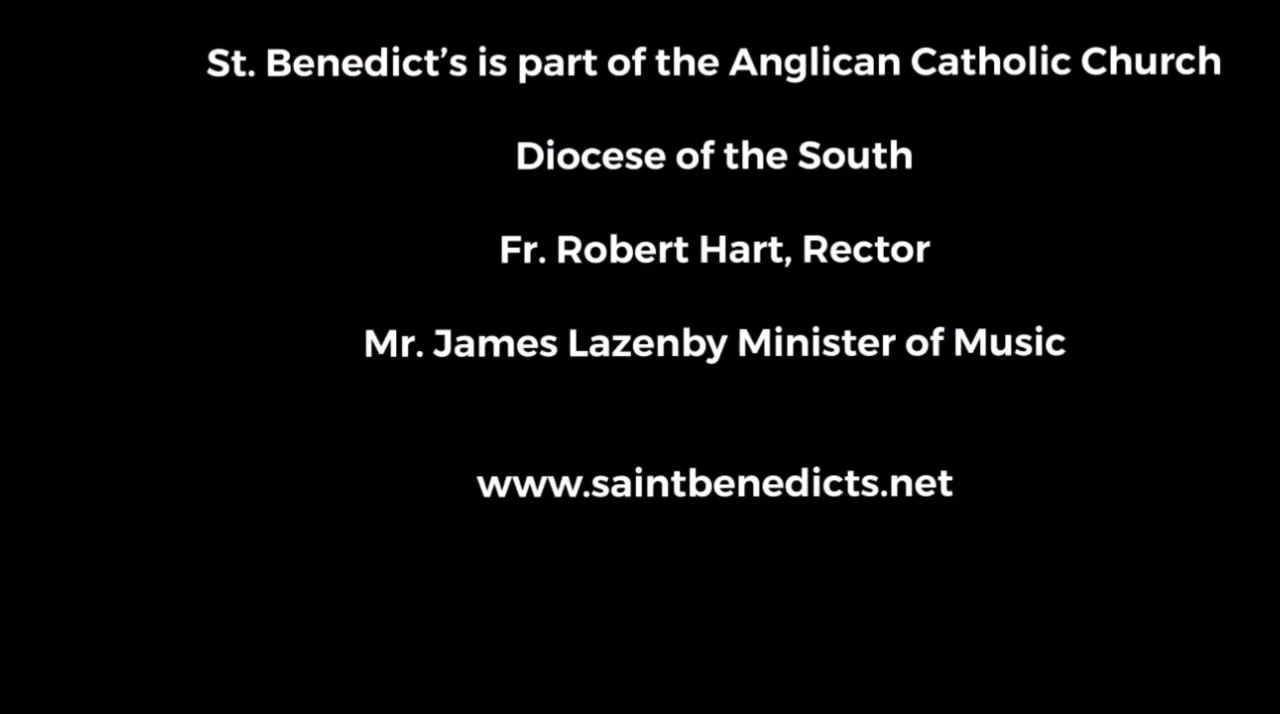 St. Benedict’s is part of the Anglican Catholic Church
Diocese of the South
Fr. Robert Hart, Rector
Mr. James Lazenby Minister of Music
www.saintbenedicts.net